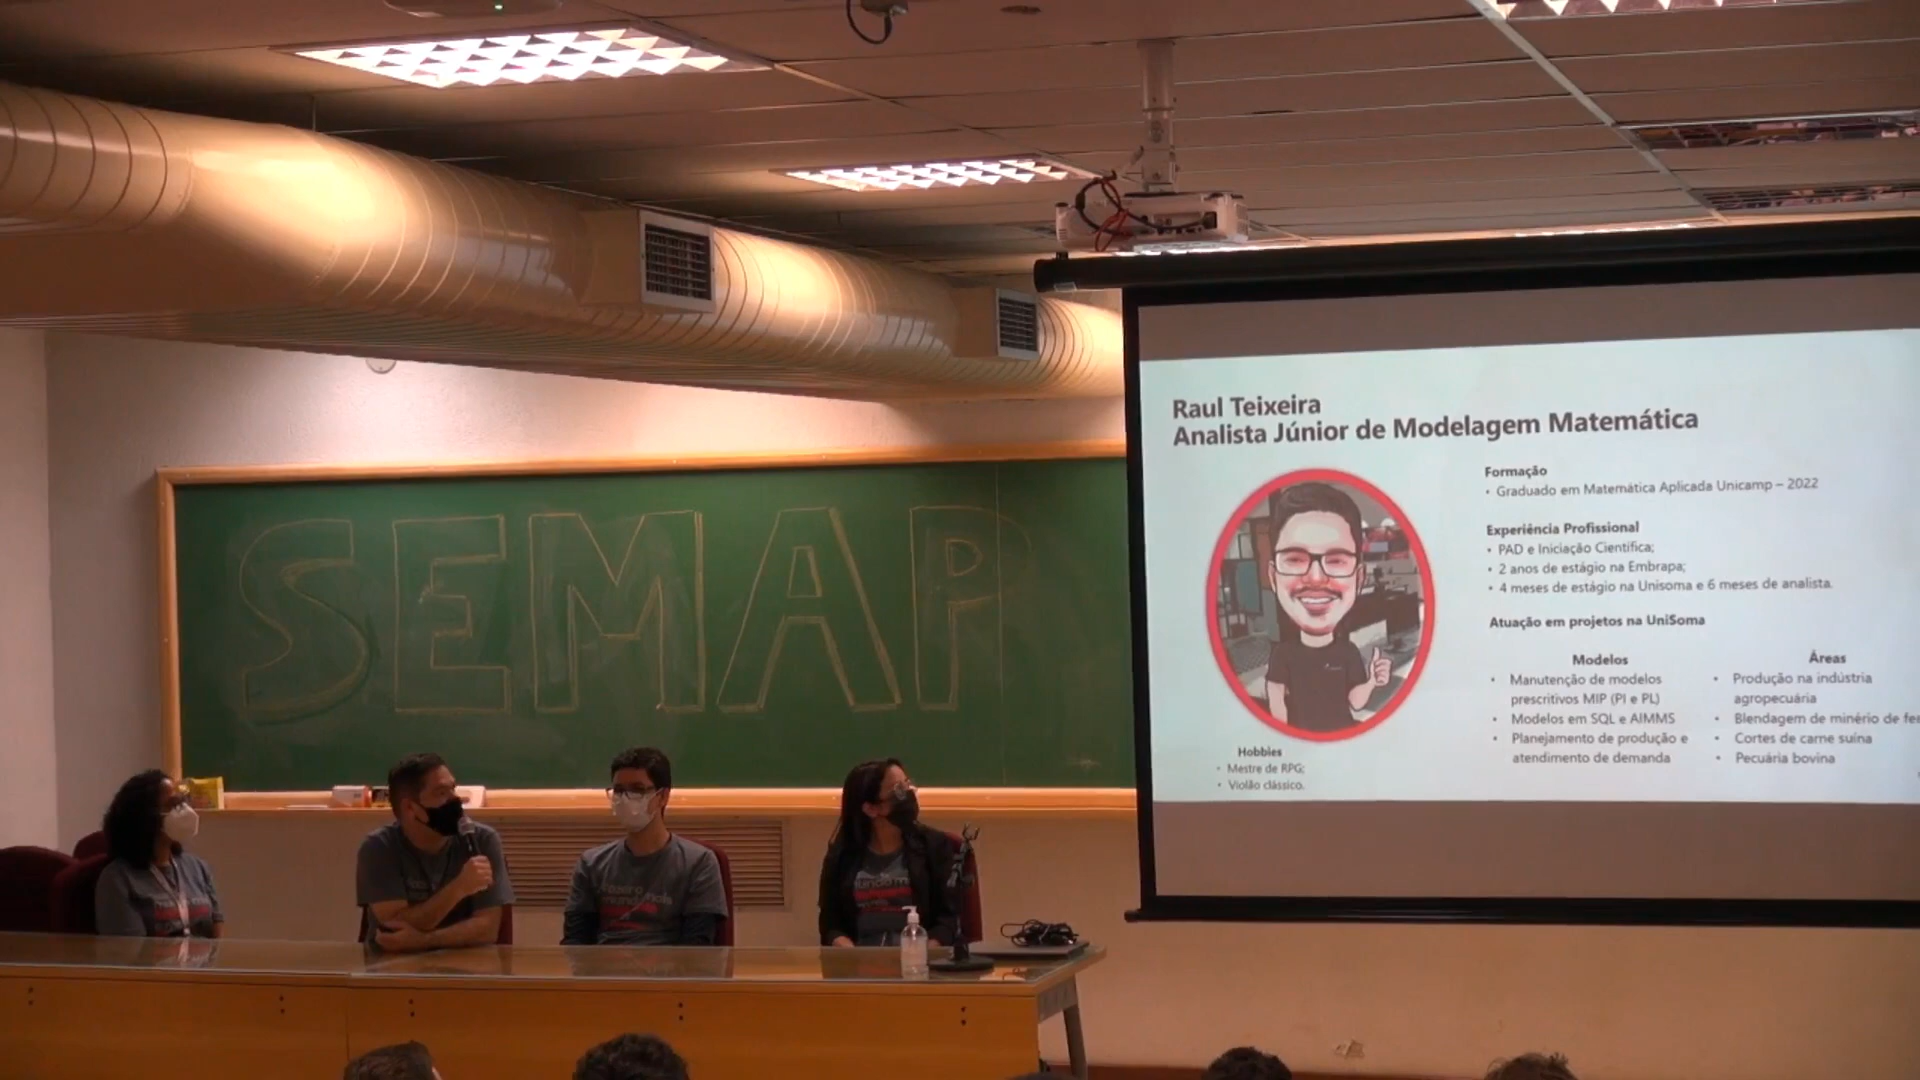 Raul Teixeira
Analista Júnior de Modelagem Matemática
Formação
• Graduado em Matemática Aplicada Unicamp – 2022
Experiência Profissional
• PAD e Iniciação Científica;
• 2 anos de estágio na Embrapa;
• 4 meses de estágio na Unisoma e 6 meses de analista.
Atuação em projetos na UniSoma
Modelos
• Manutenção de modelos
prescritivos MIP (PI e PL)
• Modelos em SQL e AIMMS
• Planejamento de produção e
atendimento de demanda
Áreas
• Produção na indústria
agropecuária
• Blendagem de minério de fe
• Cortes de carne suína
• Pecuária bovina
Hobbies
• Mestre de RPG;
• Violão clássico.
SEMAP